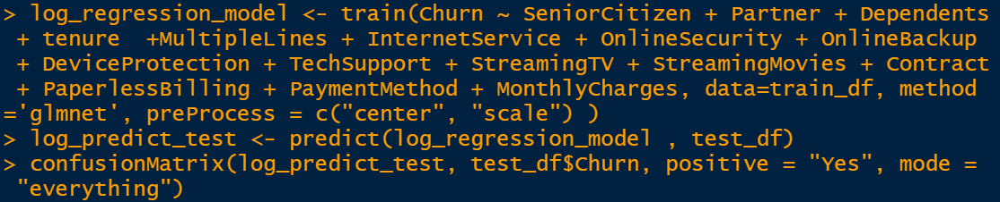 > log_regression_model <- train(Churn ~ SeniorCitizen + Partner + Dependents
+ tenure  +MultipleLines + InternetService + OnlineSecurity + OnlineBackup
+ DeviceProtection + TechSupport + StreamingTV + StreamingMovies + Contract
+ PaperlessBilling + PaymentMethod + MonthlyCharges, data=train_df, method
='glmnet', preProcess = c("center", "scale") )
> log_predict_test <- predict(log_regression_model , test_df)
> confusionMatrix(log_predict_test, test_df$Churn, positive = "Yes", mode =
"everything")